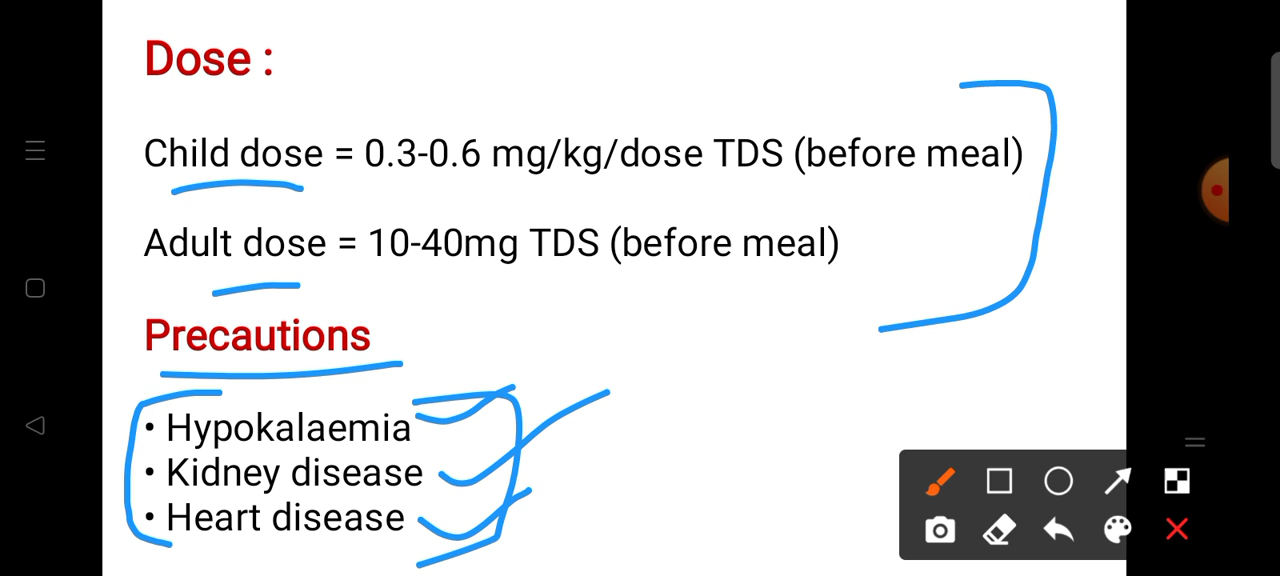 Dose :
Child dose = 0.3-0.6 mg/kg/dose TDS (before meal)
Adult dose = 10-40mg TDS (before meal)
Precautions
• Hypokalaemia
• Kidney disease
• Heart disease